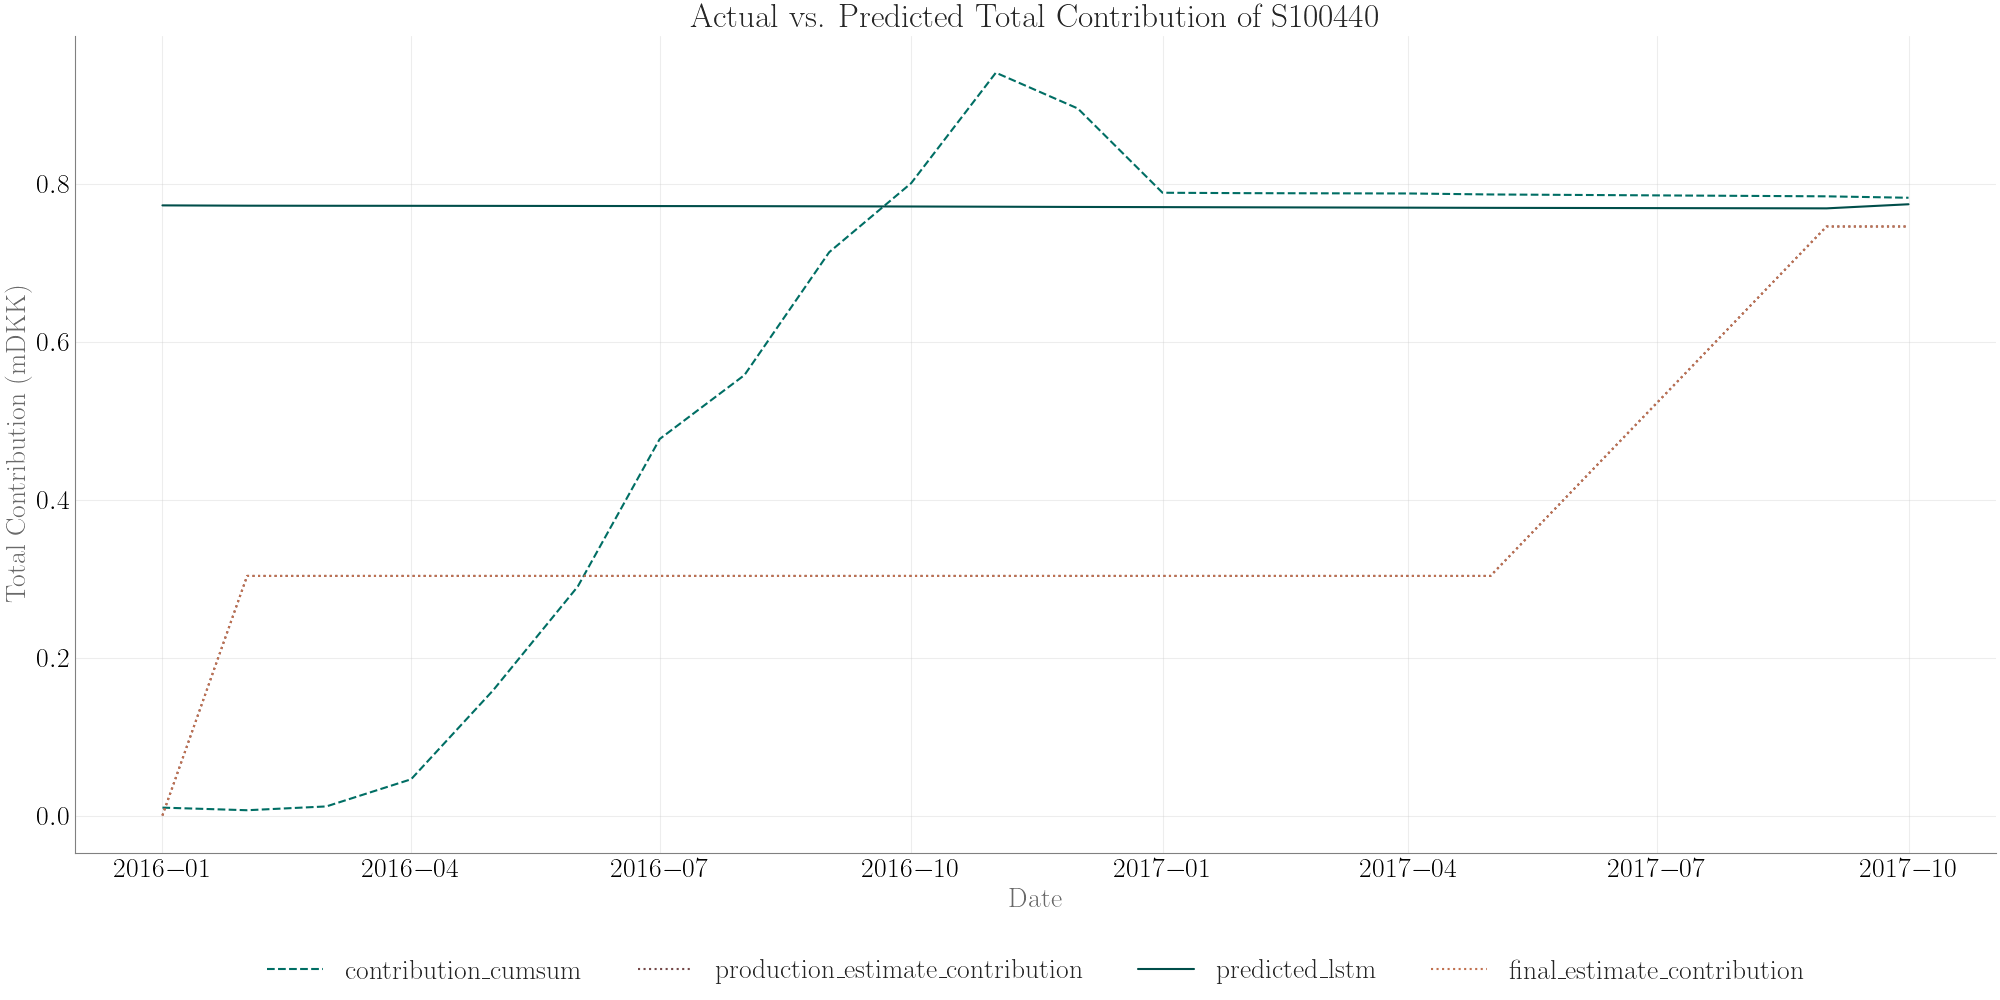 Actual vs. Predicted Total Contribution of S100440
Total Contribution (mDKK)
0.8
0.6
0.4
0.2
0.0
2016–01 2016–04 2016–07 2016–10 2017–01 2017–04 2017–07 2017–10
Date
contribution_cumsum production_estimate_contribution predicted_lstm final_estimate_contribution